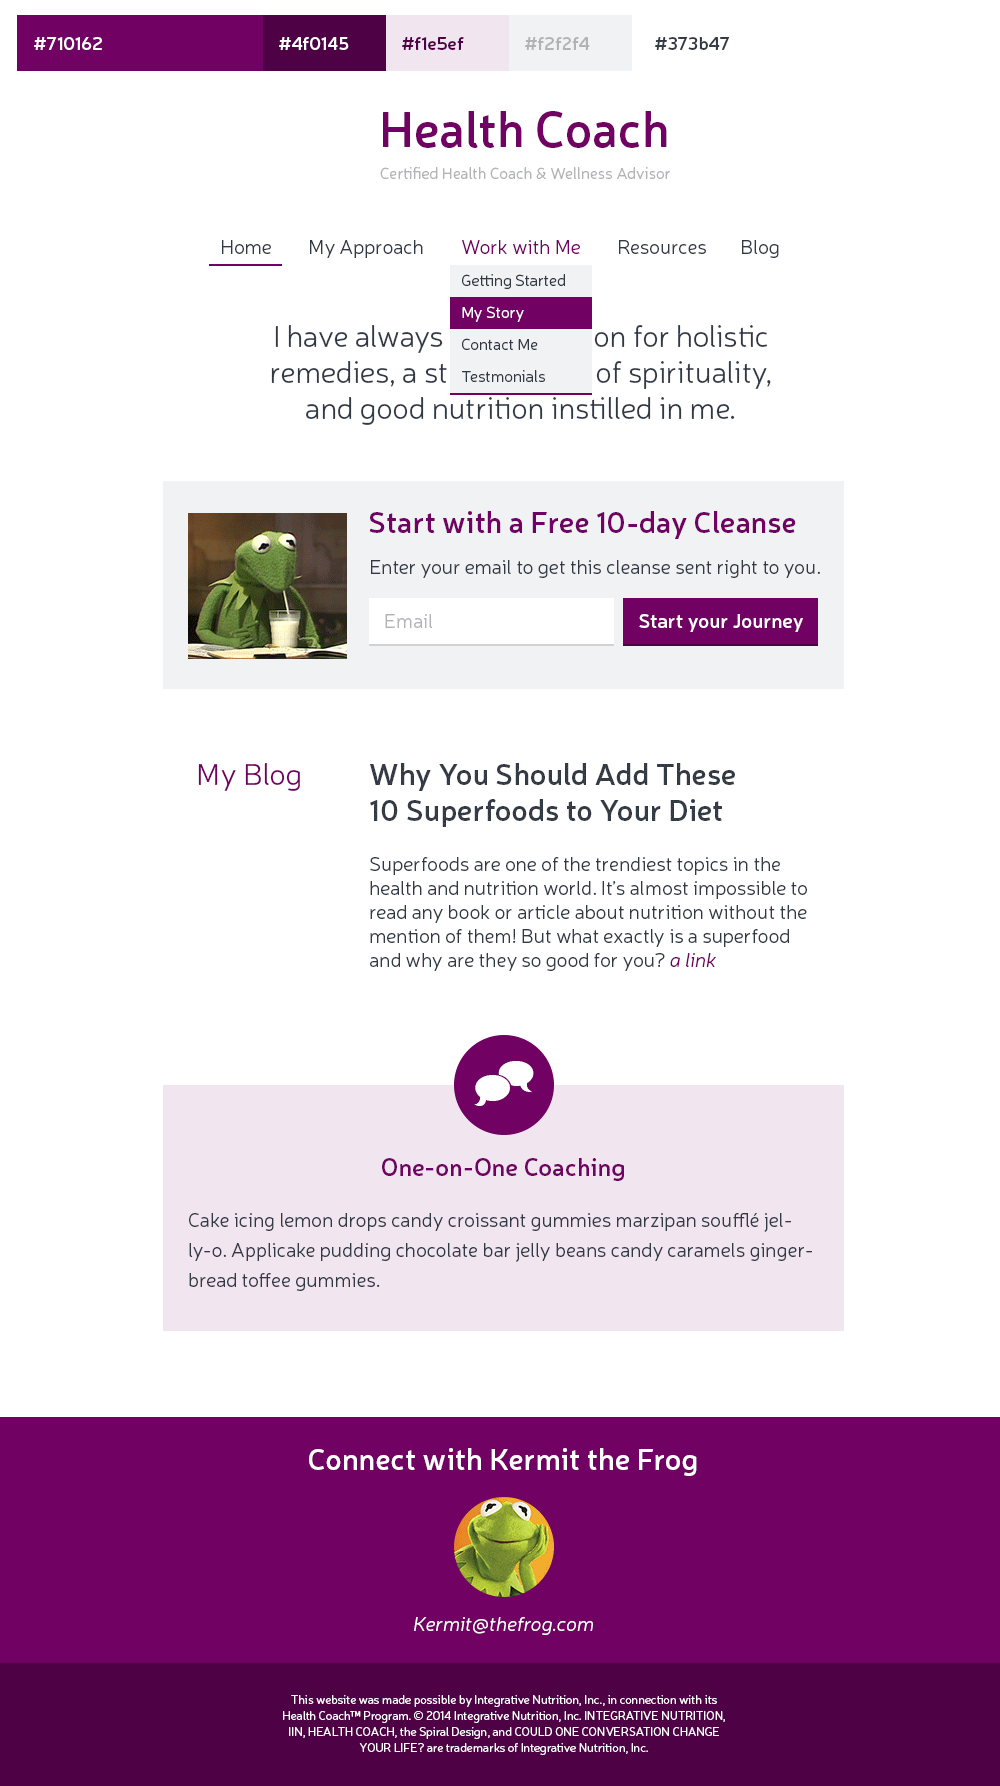 #710162 #4f0145 #f1e5ef #f2f2f4 #373b47
Health Coach
Certified Health Coach & Wellness Advisor
Home My Approach Work with Me Resources Blog
Getting Started
My Story
Contact Me
Testmonials
I have always on for holistic
remedies, a st of spirituality,
and good nutrition instilled in me.
Start with a Free 10-day Cleanse
Enter your email to get this cleanse sent right to you.
Email Start your Journey
My Blog
Why You Should Add These
10 Superfoods to Your Diet
Superfoods are one of the trendiest topics in the
health and nutrition world. It's almost impossible to
read any book or article about nutrition without the
mention of them! But what exactly is a superfood
and why are they so good for you? a link
One-on-One Coaching
Cake icing lemon drops candy croissant gummies marzipan soufflé jel-
ly-o. Applicake pudding chocolate bar jelly beans candy caramels ginger-
bread toffee gummies.
Connect with Kermit the Frog
Kermit@thefrog.com
This website was made possible by Integrative Nutrition, Inc., in connection with its
Health Coach™ Program. © 2014 Integrative Nutrition, Inc. INTEGRATIVE NUTRITION,
IIN, HEALTH COACH, the Spiral Design, and COULD ONE CONVERSATION CHANGE
YOUR LIFE? are trademarks of Integrative Nutrition, Inc.